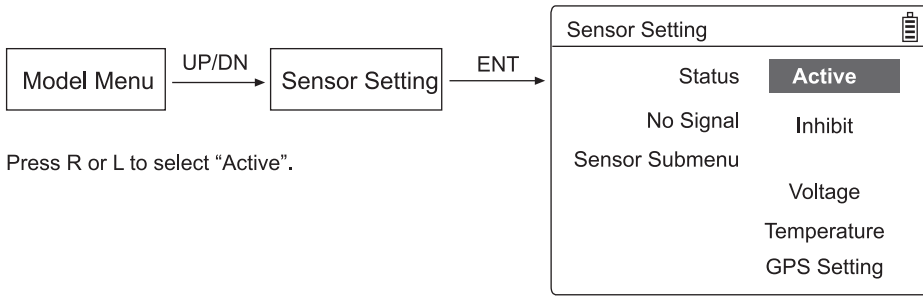 Model Menu
UP/DN
Sensor Setting
ENT
Press R or L to select “Active”.
Sensor Setting
Status Active
No Signal Inhibit
Sensor Submenu
Voltage
Temperature
GPS Setting